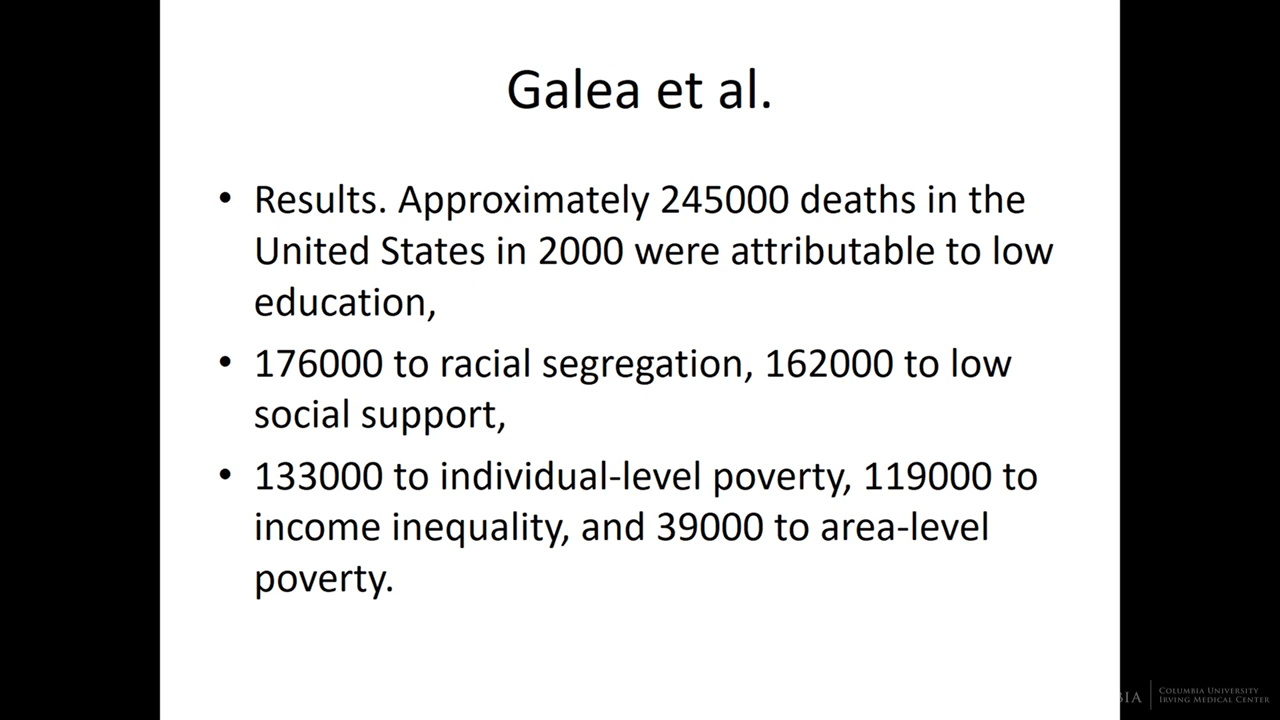 Galea et al.
• Results. Approximately 245000 deaths in the
United States in 2000 were attributable to low
education,
• 176000 to racial segregation, 162000 to low
social support,
• 133000 to individual-level poverty, 119000 to
income inequality, and 39000 to area-level
poverty.
BIA
COLUMBIA UNIVERSITY
IRVING MEDICAL CENTER